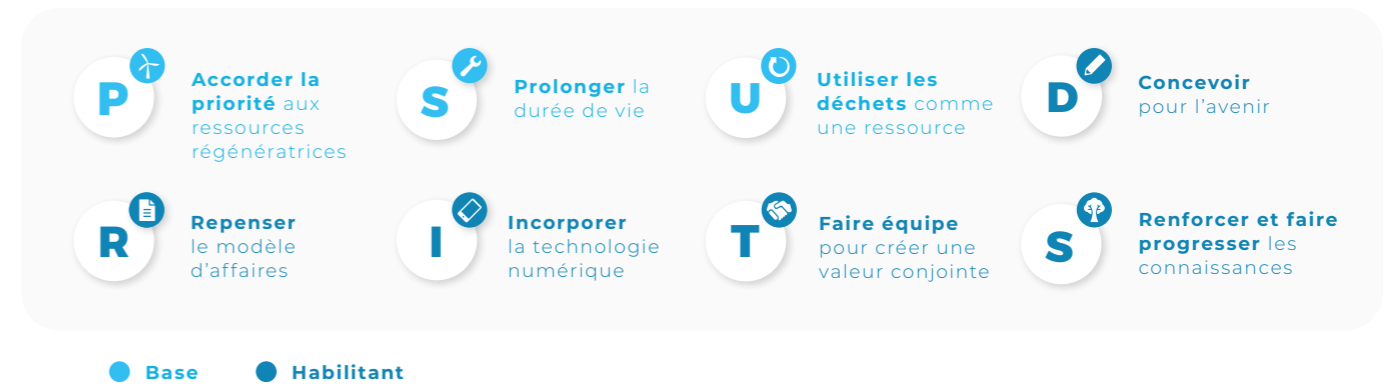 P
Accorder la
priorité aux
ressources
régénératrices
S
Prolonger la
durée de vie
U
Utiliser les
déchets comme
une ressource
D
Concevoir
pour l’avenir
R
Repenser
le modèle
d’affaires
I
Incorporer
la technologie
numérique
T
Faire équipe
pour créer une
valeur conjointe
S
Renforcer et faire
progresser les
connaissances
Base
Habilitant